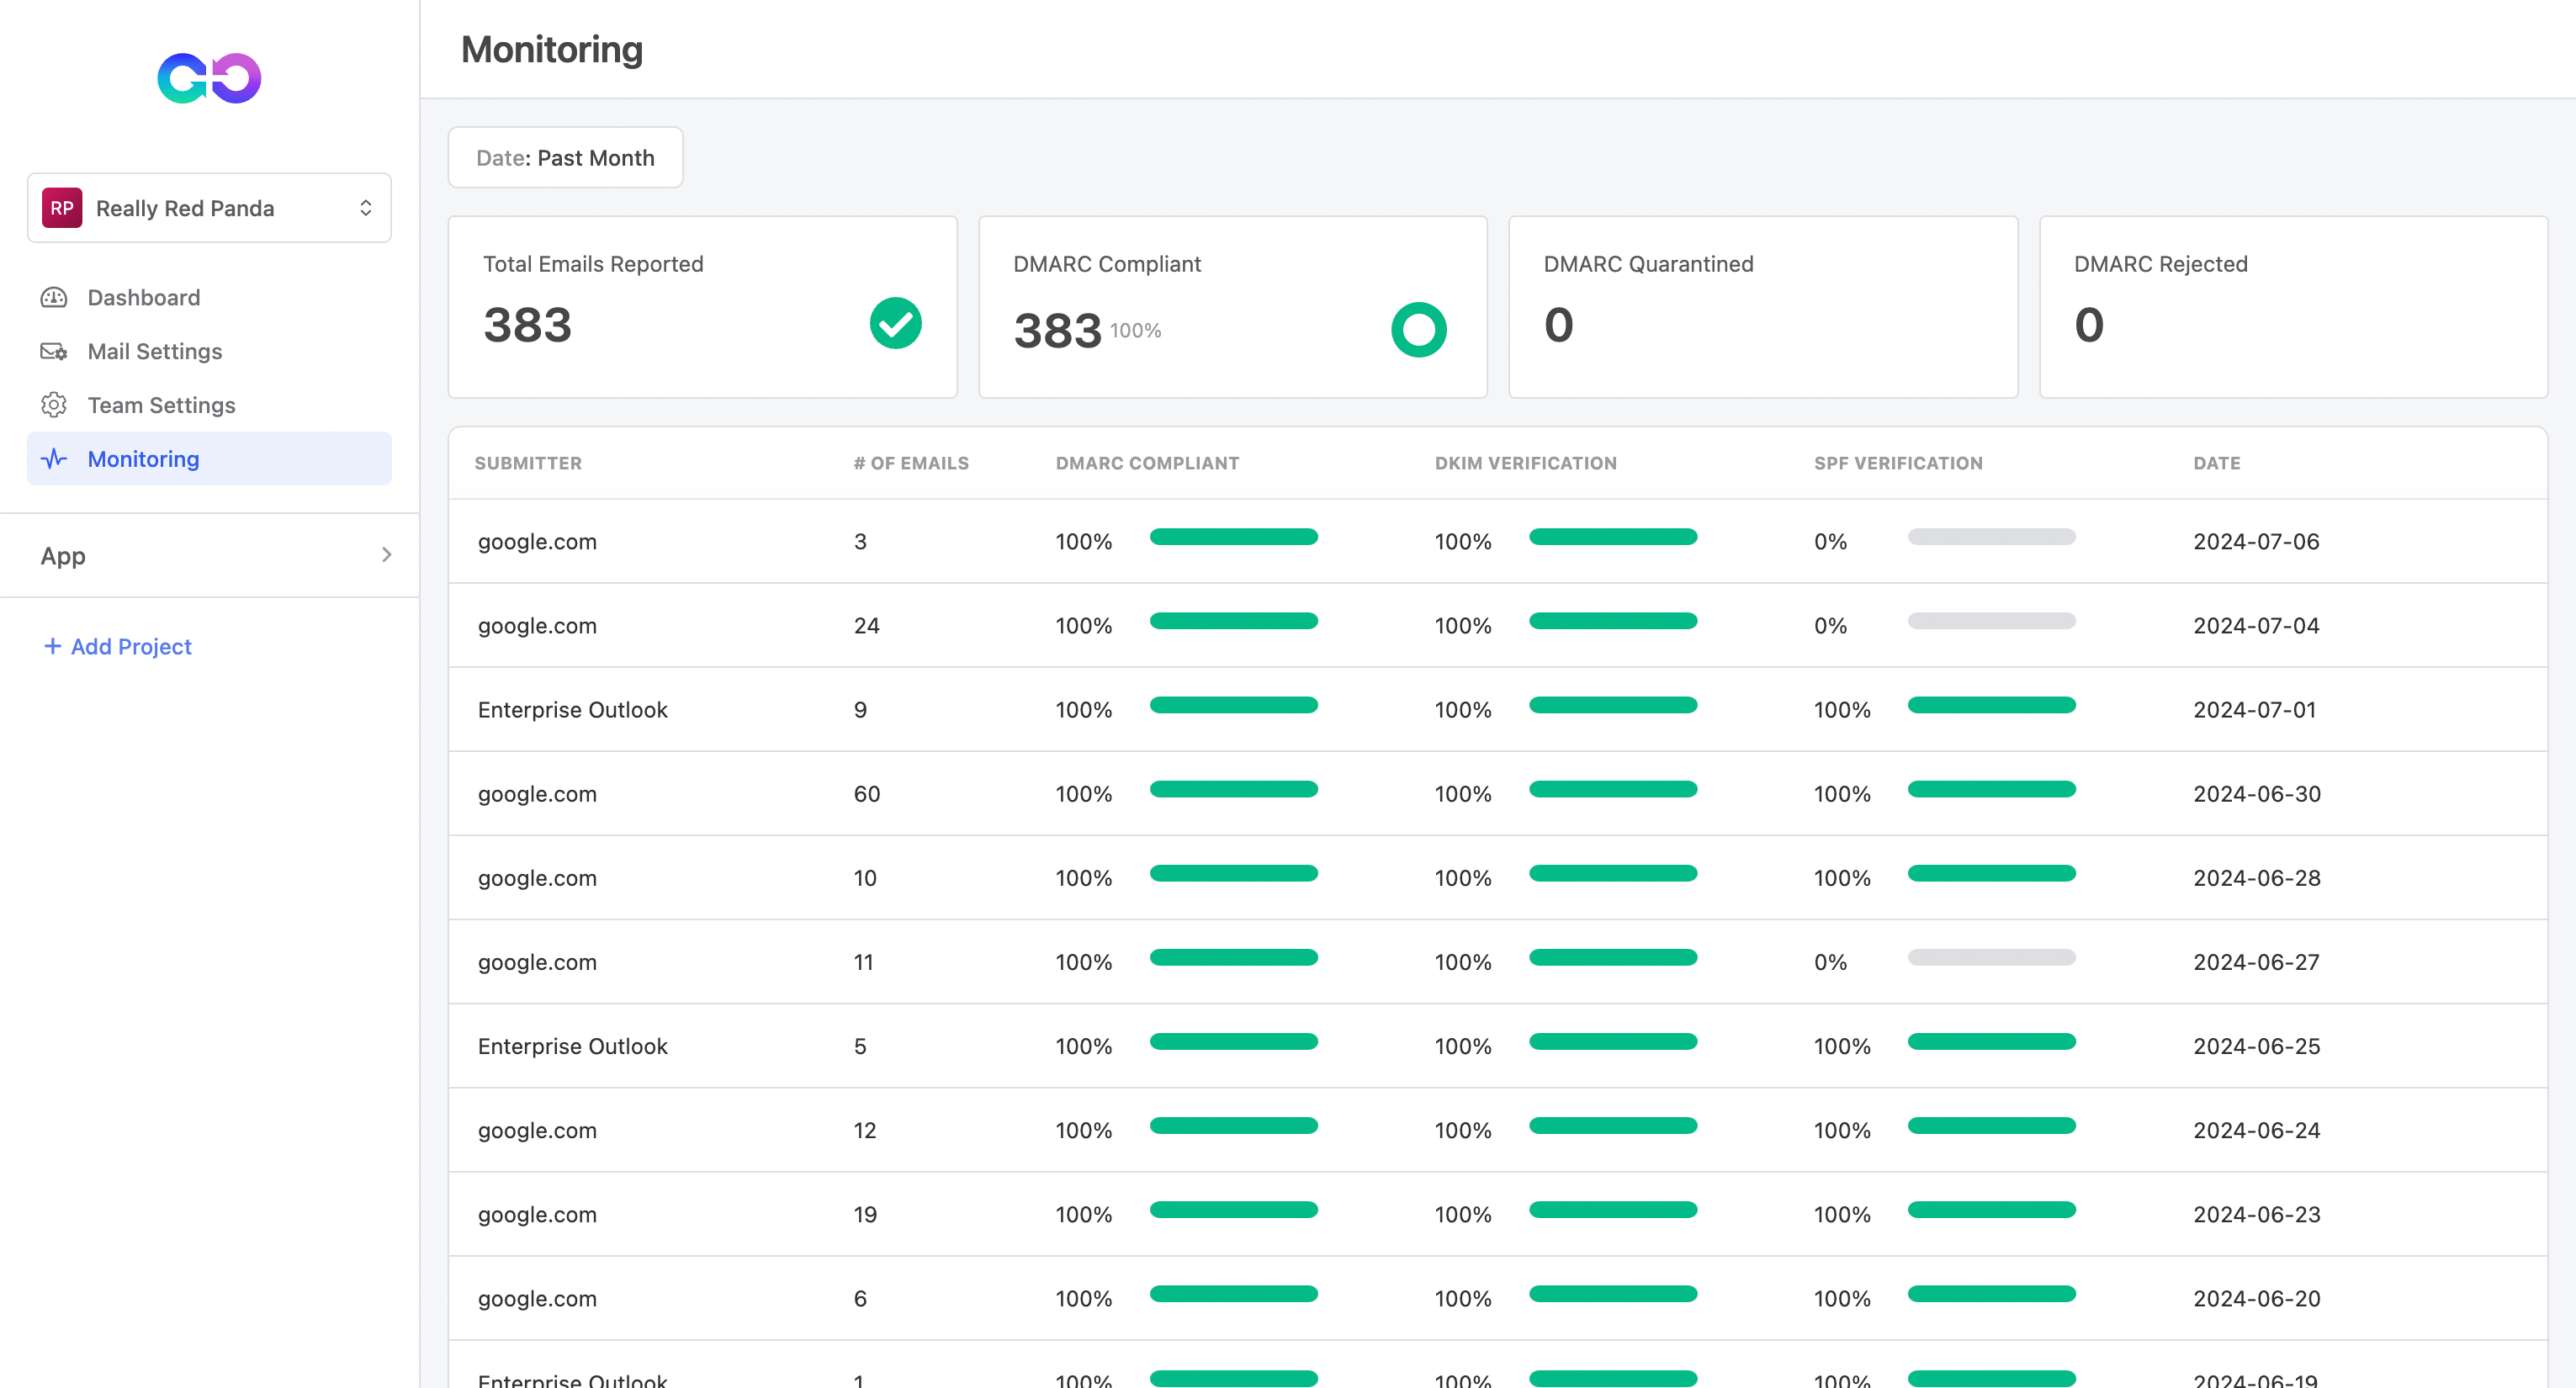 Monitoring
RP Really Red Panda
Dashboard
Mail Settings
Team Settings
Monitoring
App
+ Add Project
Date: Past Month
Total Emails Reported
383
DMARC Compliant
383 100%
DMARC Quarantined
0
DMARC Rejected
0
SUBMITTER # OF EMAILS DMARC COMPLIANT DKIM VERIFICATION SPF VERIFICATION DATE
google.com 3 100% 100% 0% 2024-07-06
google.com 24 100% 100% 0% 2024-07-04
Enterprise Outlook 9 100% 100% 100% 2024-07-01
google.com 60 100% 100% 100% 2024-06-30
google.com 10 100% 100% 100% 2024-06-28
google.com 11 100% 100% 0% 2024-06-27
Enterprise Outlook 5 100% 100% 100% 2024-06-25
google.com 12 100% 100% 100% 2024-06-24
google.com 19 100% 100% 100% 2024-06-23
google.com 6 100% 100% 100% 2024-06-20
Enterprise Outlook 1 100% 100% 100% 2024-06-19